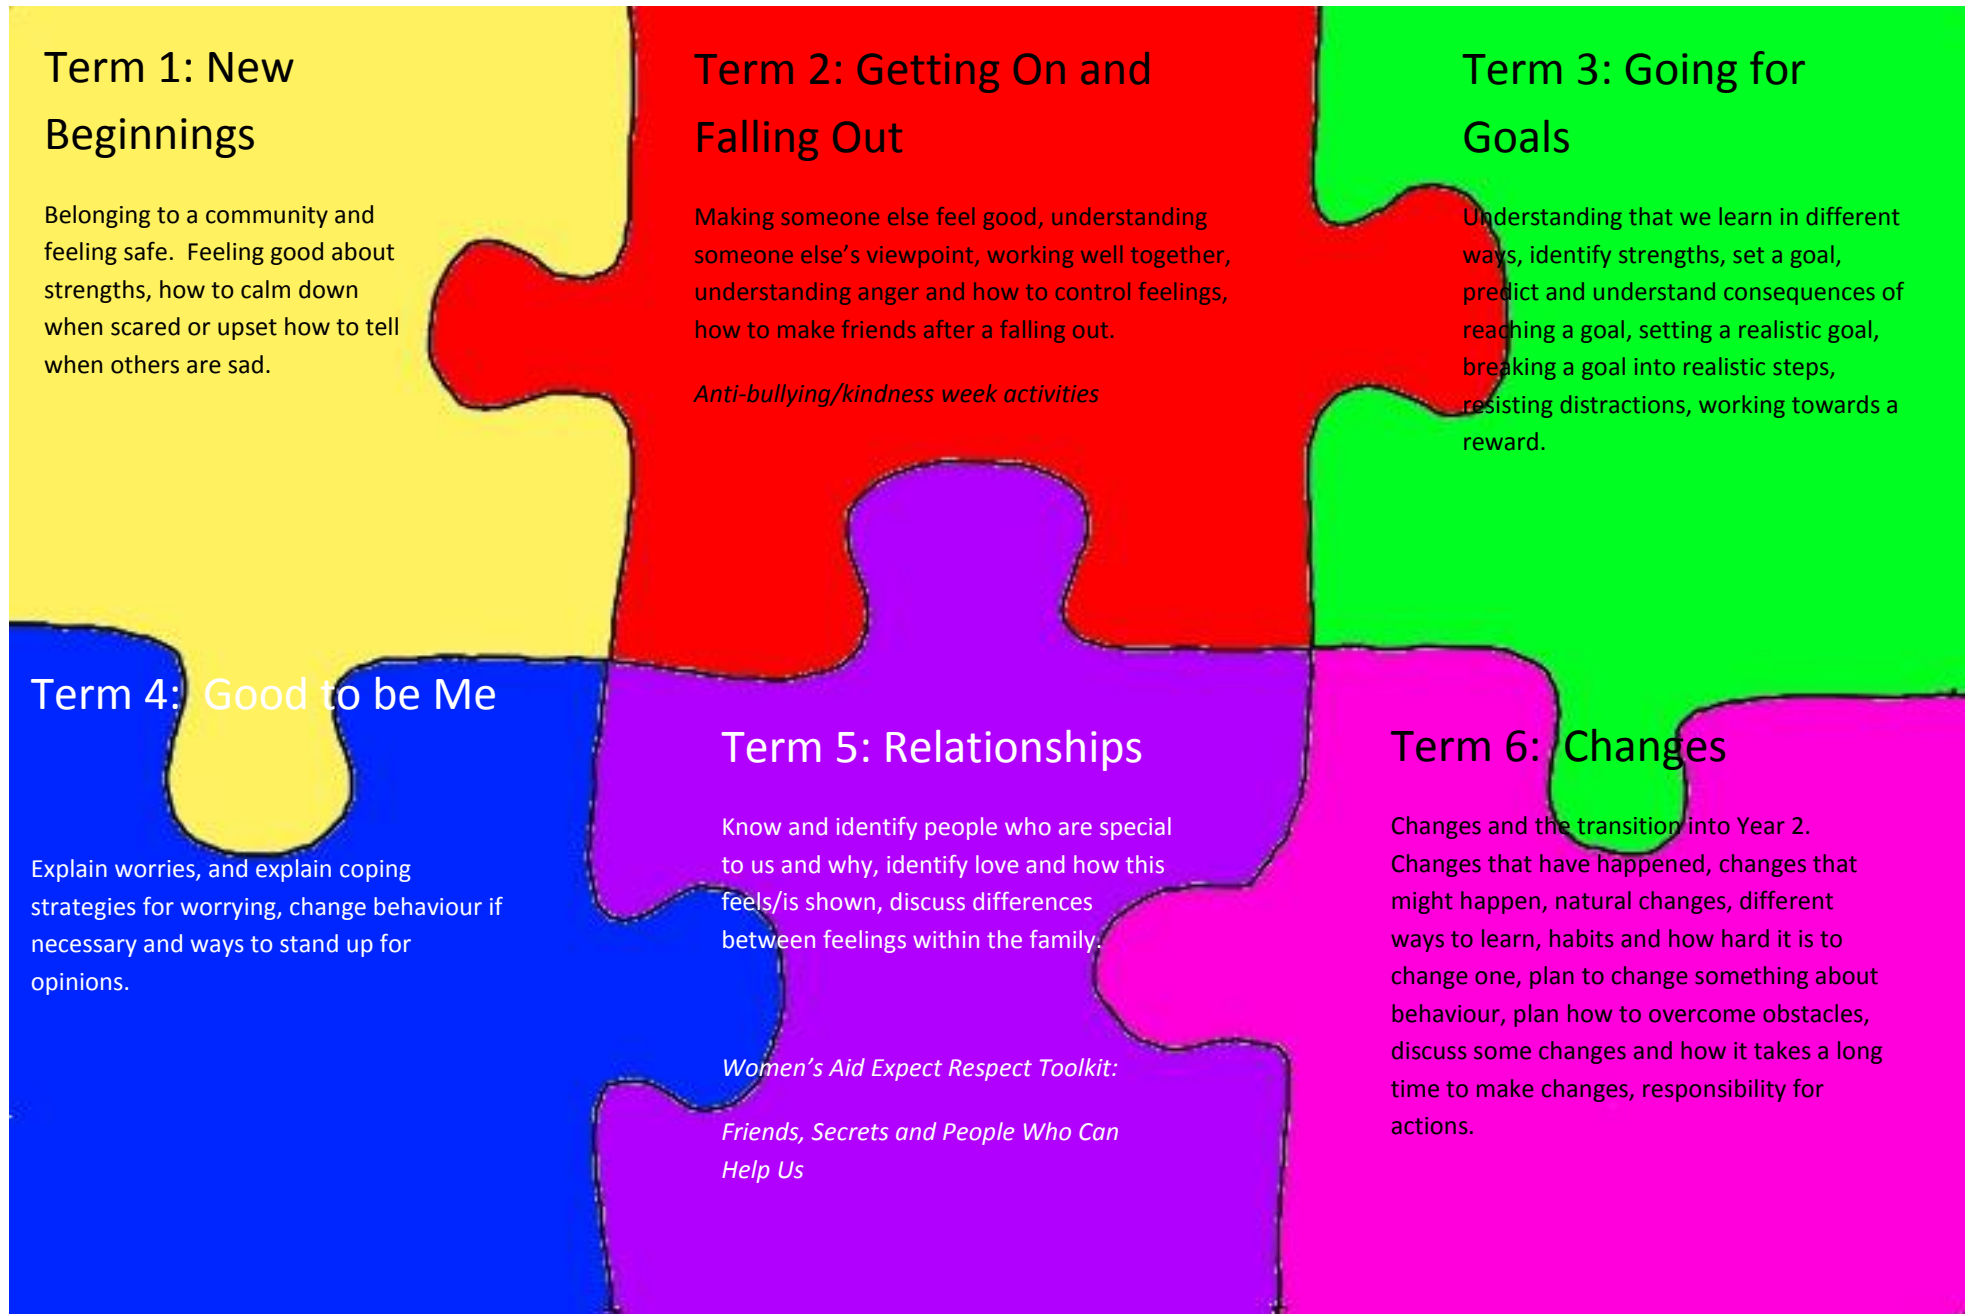 Term 1: New
Beginnings
Belonging to a community and
feeling safe.  Feeling good about
strengths, how to calm down
when scared or upset how to tell
when others are sad.
Term 2: Getting On and
Falling Out
Making someone else feel good, understanding
someone else’s viewpoint, working well together,
understanding anger and how to control feelings,
how to make friends after a falling out.
Anti-bullying/kindness week activities
Term 3: Going for
Goals
Understanding that we learn in different
ways, identify strengths, set a goal,
predict and understand consequences of
reaching a goal, setting a realistic goal,
breaking a goal into realistic steps,
resisting distractions, working towards a
reward.
Term 4:  Good to be Me
Explain worries, and explain coping
strategies for worrying, change behaviour if
necessary and ways to stand up for
opinions.
Term 5: Relationships
Know and identify people who are special
to us and why, identify love and how this
feels/is shown, discuss differences
between feelings within the family.
Women’s Aid Expect Respect Toolkit:
Friends, Secrets and People Who Can
Help Us
Term 6:  Changes
Changes and the transition into Year 2.
Changes that have happened, changes that
might happen, natural changes, different
ways to learn, habits and how hard it is to
change one, plan to change something about
behaviour, plan how to overcome obstacles,
discuss some changes and how it takes a long
time to make changes, responsibility for
actions.